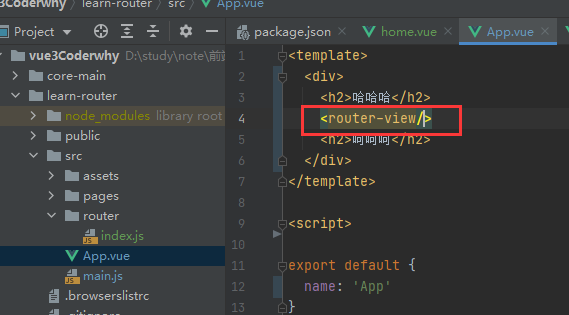 3Coderwhy › learn-router › src › App.vue
Project
vue3Coderwhy D:\study\note\前
core-main
learn-router
node_modules library root
public
src
assets
pages
router
index.js
App.vue
main.js
.browserslistrc
.gitignore
package.json home.vue App.vue
1 <template>
2 <div>
3 <h2>哈哈哈</h2>
4 <router-view/>
5 <h2>呵呵呵</h2>
6 </div>
7 </template>
8
9 <script>
10
11 export default {
12 name: 'App'
13 }